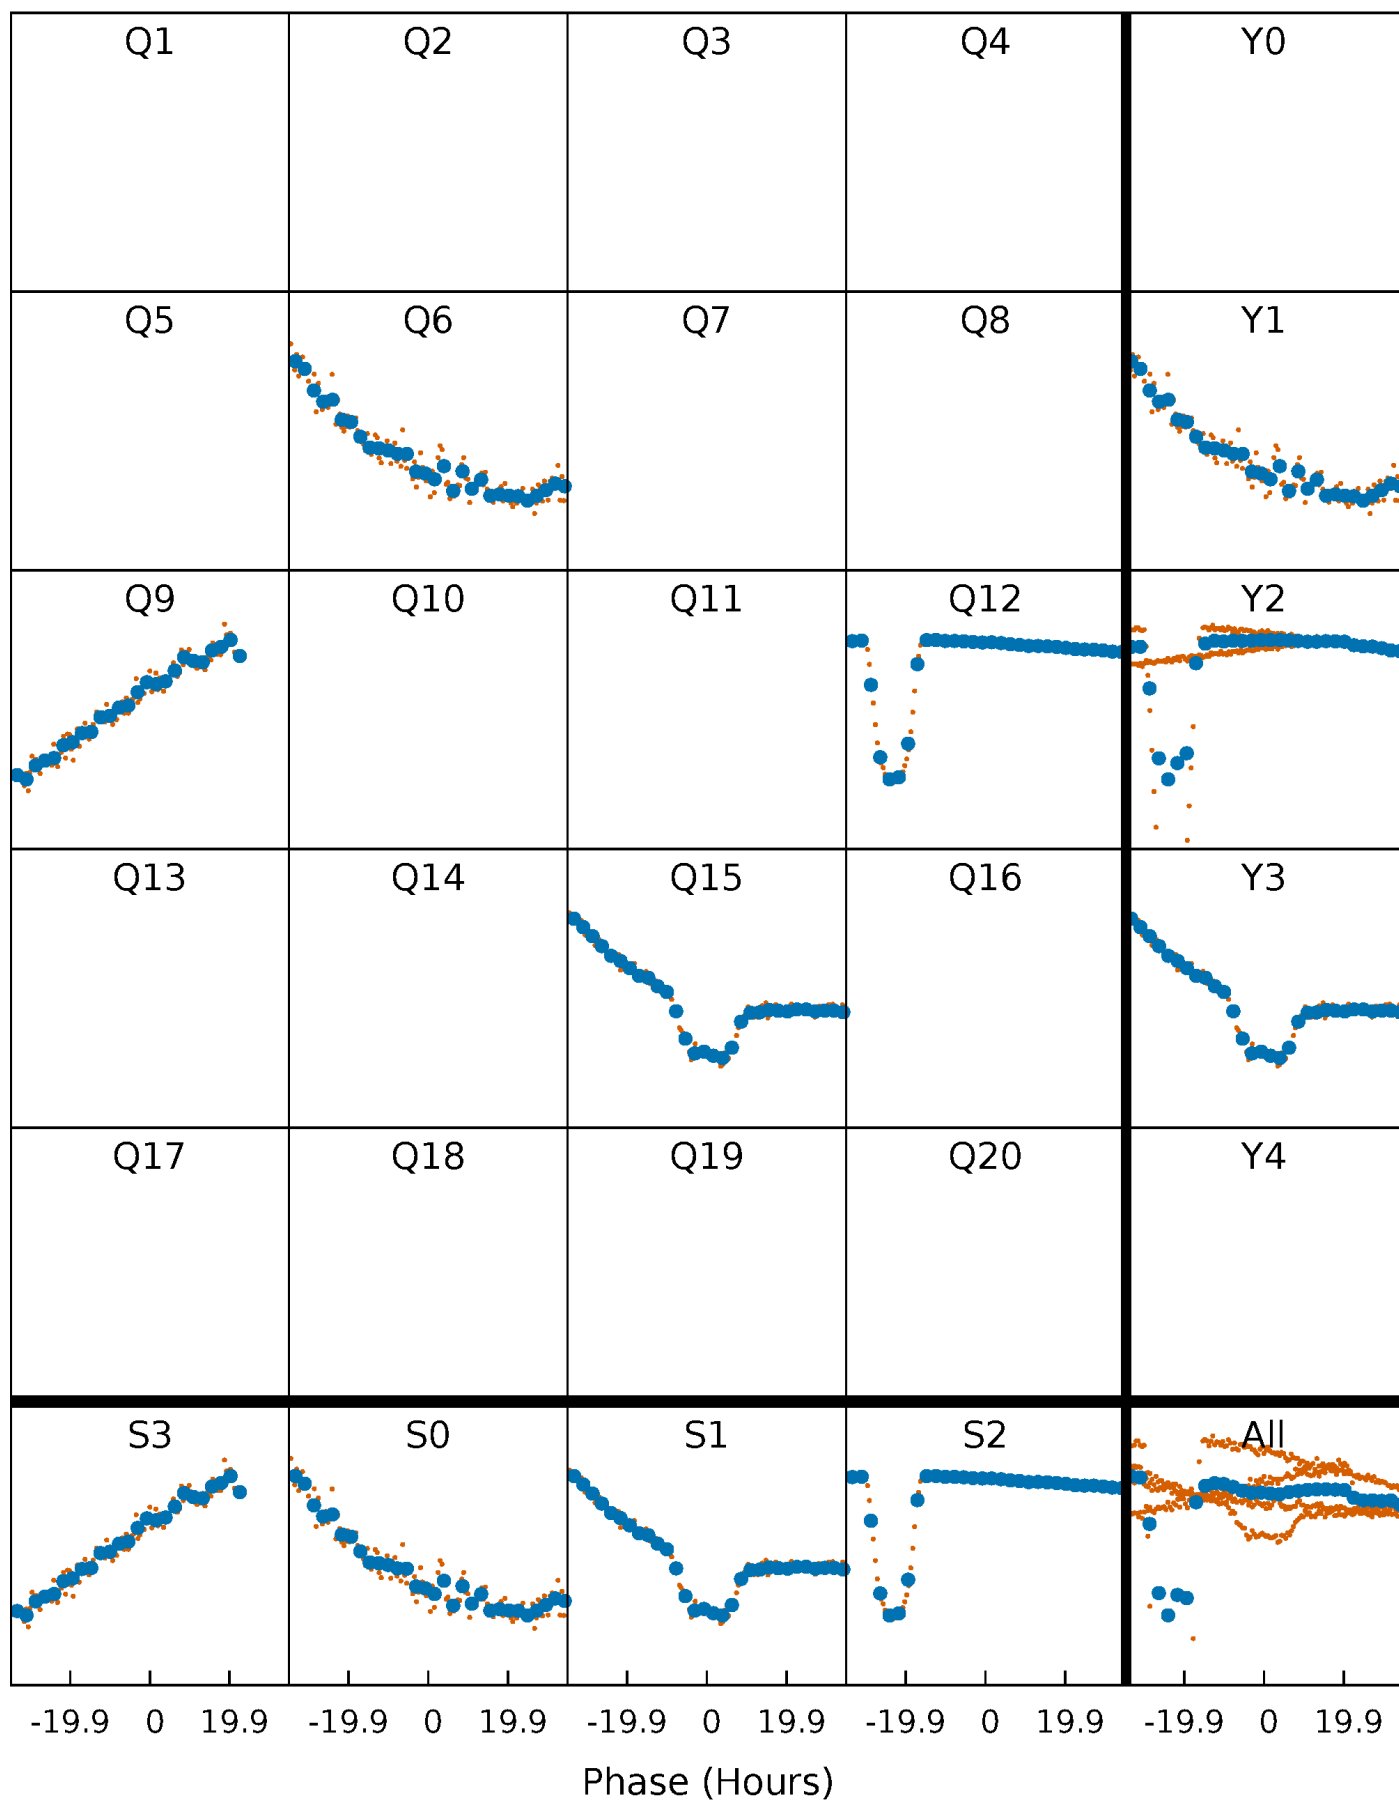 Q1 Q2 Q3 Q4 Y0
Q5 Q6 Q7 Q8 Y1
Q9 Q10 Q11 Q12 Y2
Q13 Q14 Q15 Q16 Y3
Q17 Q18 Q19 Q20 Y4
S3 S0 S1 S2 All
-19.9 0 19.9 -19.9 0 19.9 -19.9 0 19.9 -19.9 0 19.9 -19.9 0 19.9
Phase (Hours)